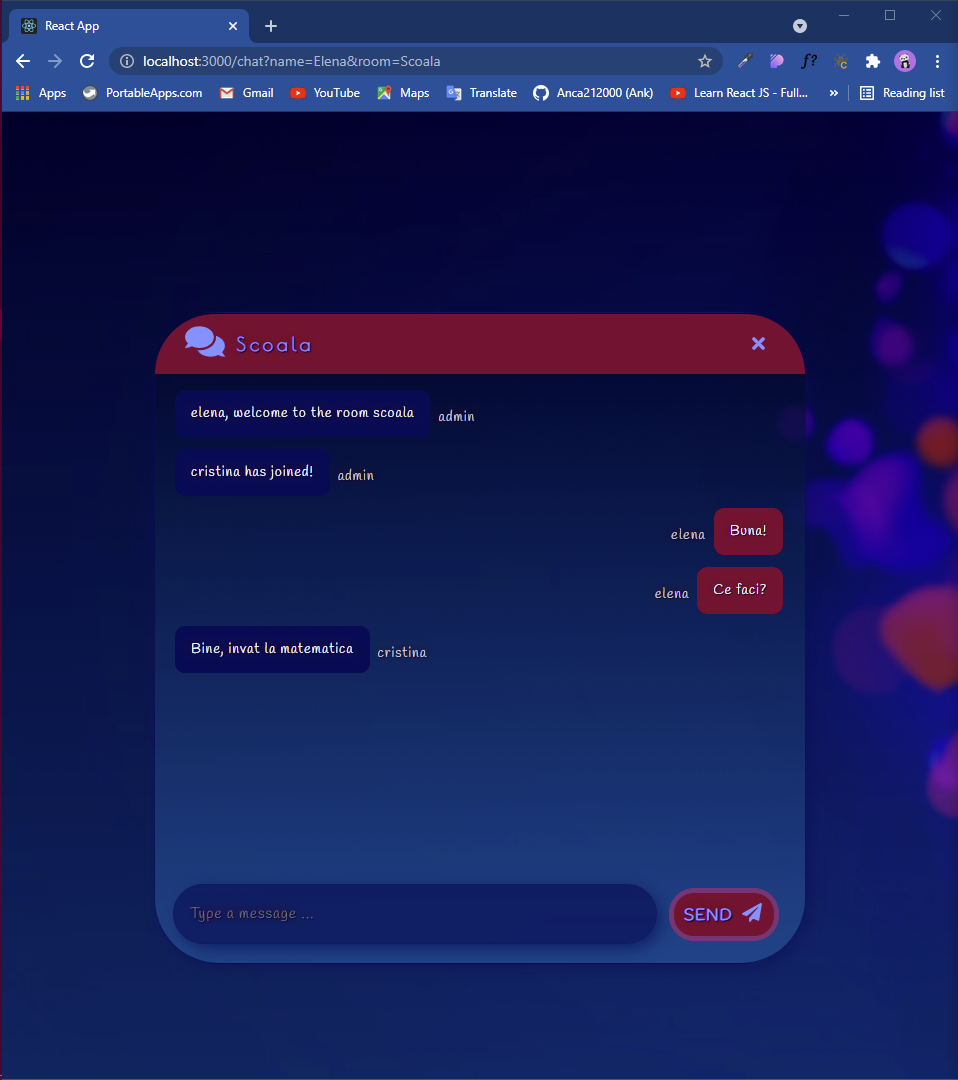 React App
localhost:3000/chat?name=Elena&room=Scoala
f?
C
Apps PortableApps.com Gmail YouTube Maps Translate Anca212000 (Ank) Learn React JS - Full... » Reading list
Scoala
elena, welcome to the room scoala admin
cristina has joined! admin
elena Buna!
elena Ce faci?
Bine, invat la matematica cristina
Type a message ...
SEND